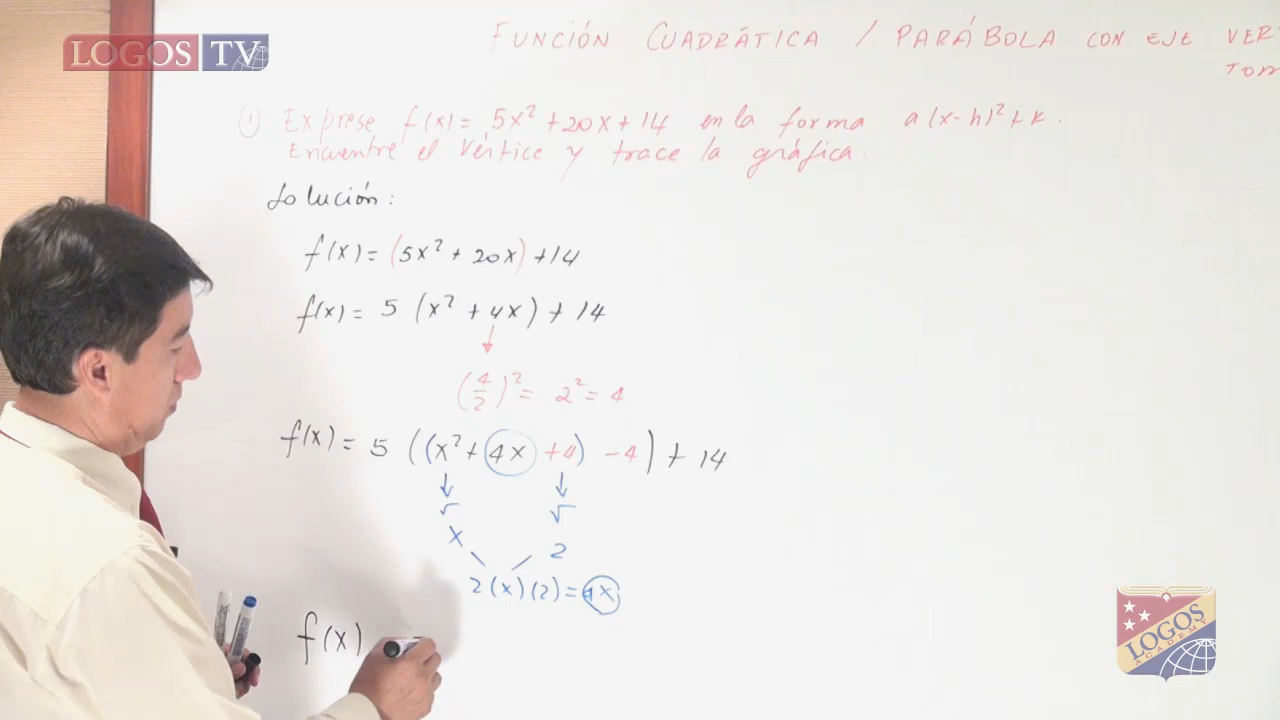 LOGOS TV
FUNCIÓN CUADRÁTICA / PARÁBOLA CON EJE VER
① Exprese f(x) = 5x² + 20x + 14 en la forma a(x-h)² + k.
Encuentre el vértice y trace la gráfica.
Solución:
f(x) = (5x² + 20x) + 14
f(x) = 5 (x² + 4x) + 14
(4/2)² = 2² = 4
f(x) = 5 ((x² + 4x + 4) - 4) + 14
√ √
x 2
2(x)(2) = 4x
f(x)
LOGOS
ACADEMY